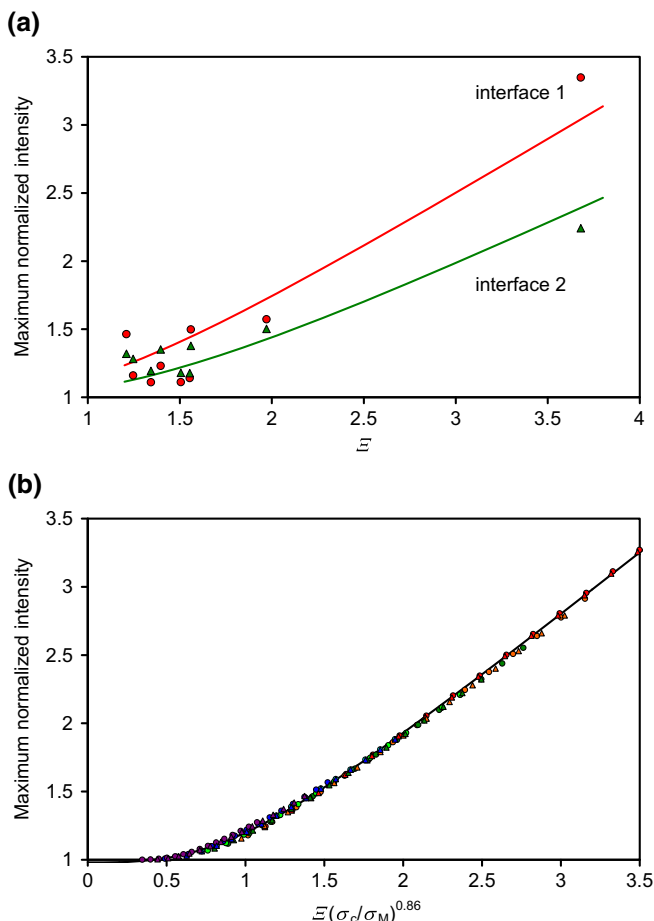 (a)
3.5
3
2.5
2
1.5
1
Maximum normalized intensity
interface 1
interface 2
1 1.5 2 2.5 3 3.5 4
Ξ
(b)
3.5
3
2.5
2
1.5
1
Maximum normalized intensity
0 0.5 1 1.5 2 2.5 3 3.5
Ξ(σc/σM)^0.86